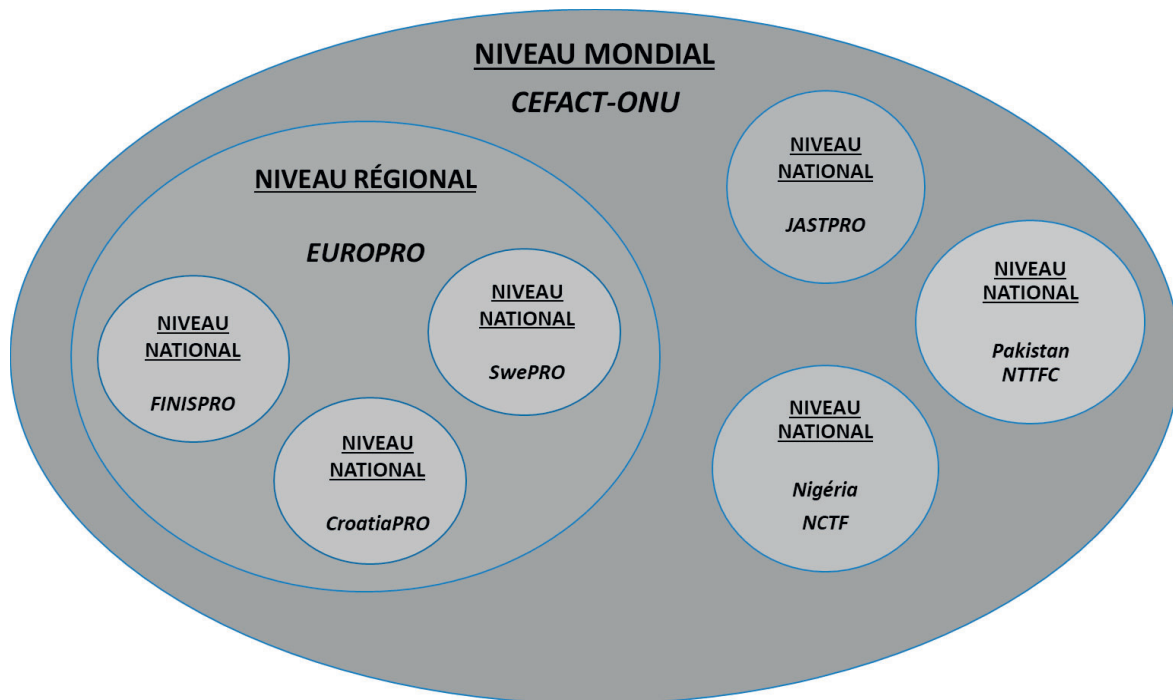 NIVEAU MONDIAL
CEFACT-ONU
NIVEAU RÉGIONAL
EUROPRO
NIVEAU
NATIONAL
FINISPRO
NIVEAU
NATIONAL
SwePRO
NIVEAU
NATIONAL
CroatiaPRO
NIVEAU
NATIONAL
JASTPRO
NIVEAU
NATIONAL
Pakistan
NTTFC
NIVEAU
NATIONAL
Nigéria
NCTF